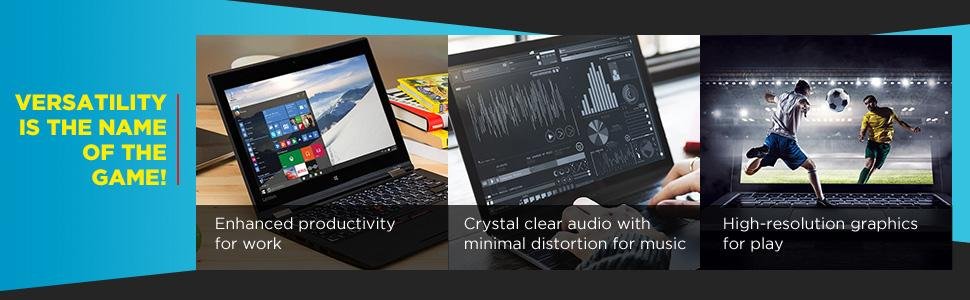 VERSATILITY
IS THE NAME
OF THE
GAME!
Enhanced productivity
for work
Crystal clear audio with
minimal distortion for music
High-resolution graphics
for play